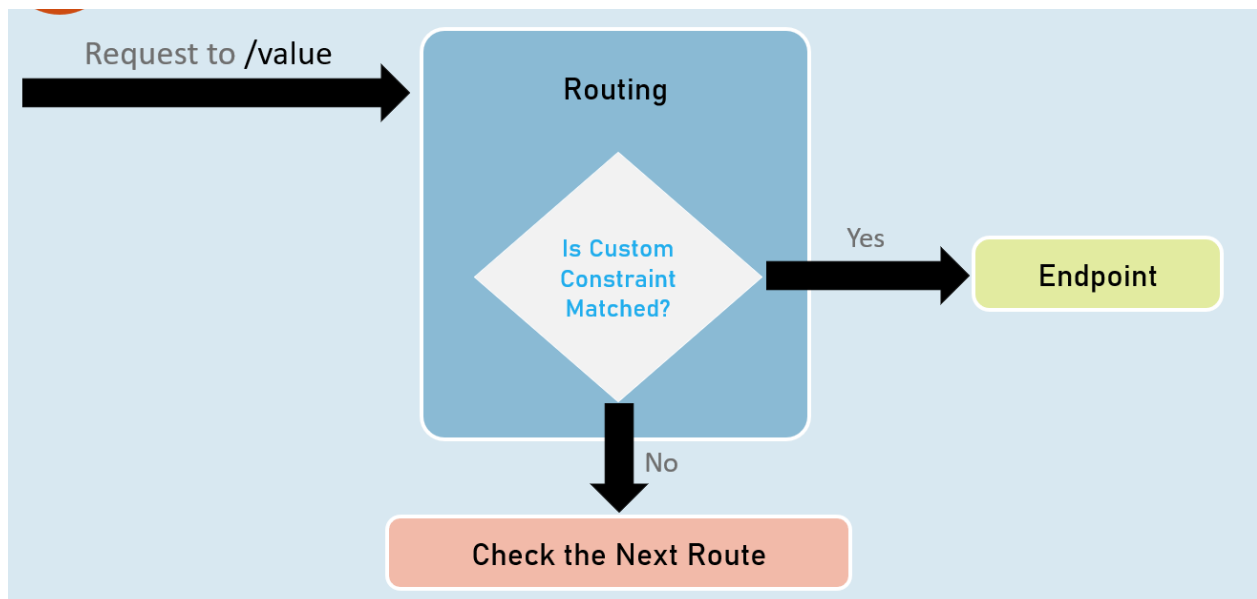 Request to /value
Routing
Is Custom
Constraint
Matched?
Yes
Endpoint
No
Check the Next Route